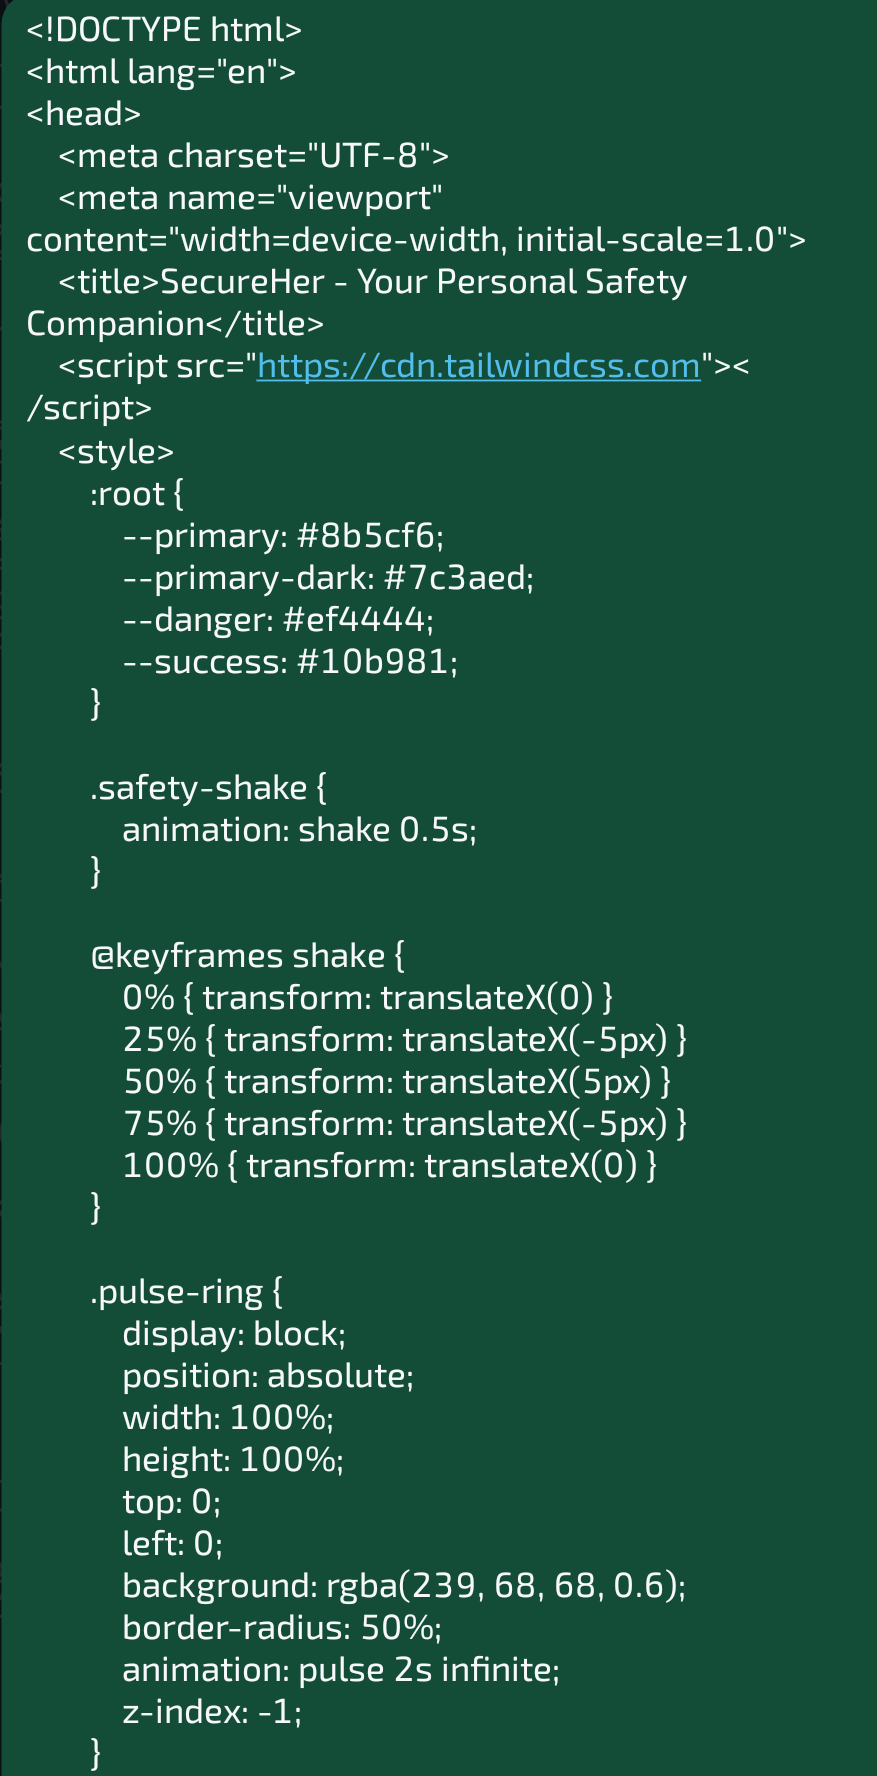 <!DOCTYPE html>
<html lang="en">
<head>
    <meta charset="UTF-8">
    <meta name="viewport"
content="width=device-width, initial-scale=1.0">
    <title>SecureHer - Your Personal Safety
Companion</title>
    <script src="https://cdn.tailwindcss.com"><
/script>
    <style>
        :root {
            --primary: #8b5cf6;
            --primary-dark: #7c3aed;
            --danger: #ef4444;
            --success: #10b981;
        }

        .safety-shake {
            animation: shake 0.5s;
        }

        @keyframes shake {
            0% { transform: translateX(0) }
            25% { transform: translateX(-5px) }
            50% { transform: translateX(5px) }
            75% { transform: translateX(-5px) }
            100% { transform: translateX(0) }
        }

        .pulse-ring {
            display: block;
            position: absolute;
            width: 100%;
            height: 100%;
            top: 0;
            left: 0;
            background: rgba(239, 68, 68, 0.6);
            border-radius: 50%;
            animation: pulse 2s infinite;
            z-index: -1;
        }